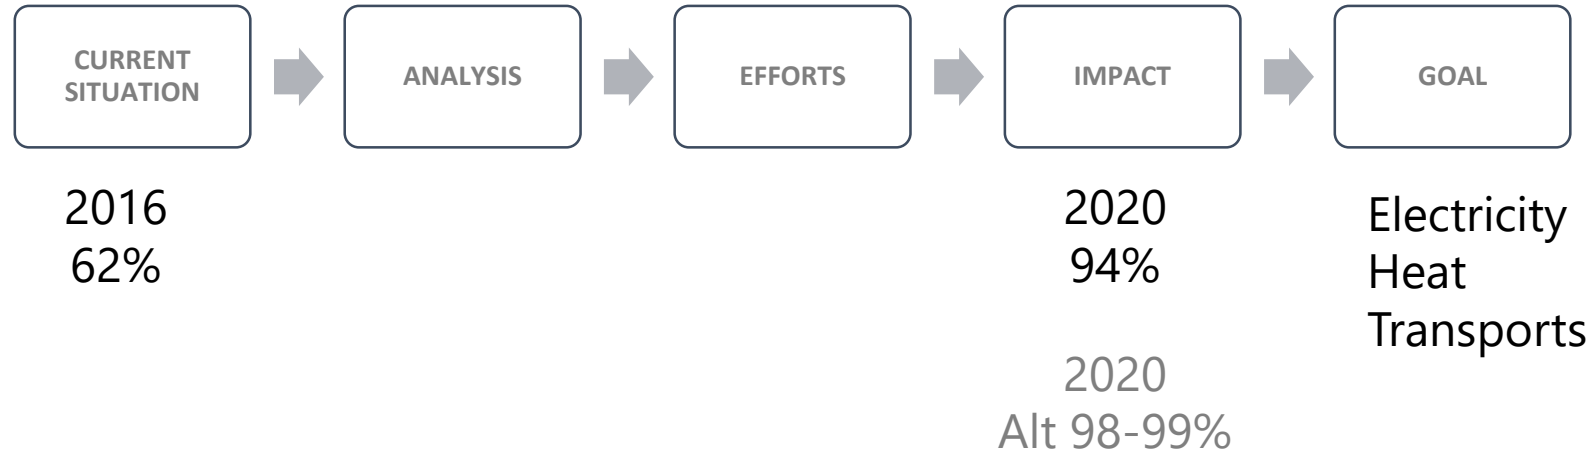 CURRENT
SITUATION
ANALYSIS
EFFORTS
IMPACT
GOAL
2016
62%
2020
94%
2020
Alt 98-99%
Electricity
Heat
Transports